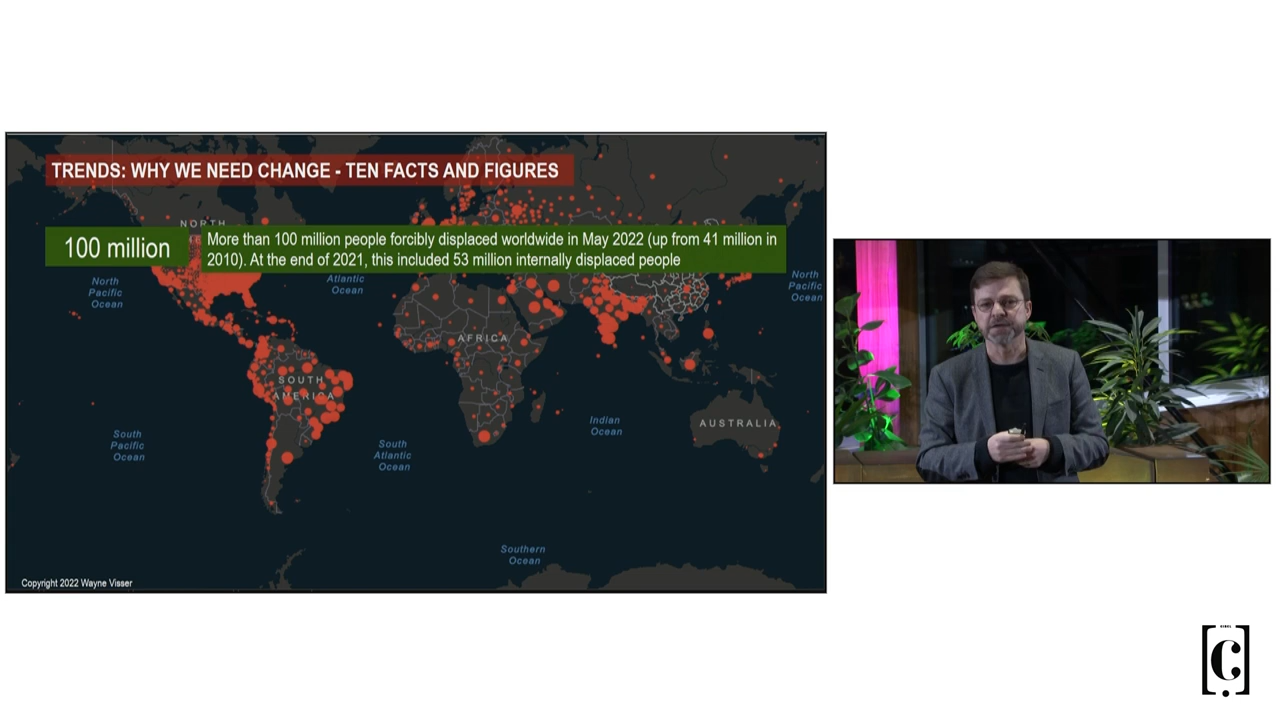 TRENDS: WHY WE NEED CHANGE - TEN FACTS AND FIGURES
NORTH
100 million
More than 100 million people forcibly displaced worldwide in May 2022 (up from 41 million in
2010). At the end of 2021, this included 53 million internally displaced people
North
Pacific
Ocean
Atlantic
Ocean
North
Pacific
Ocean
AFRICA
SOUTH
AMERICA
AUSTRALIA
Indian
Ocean
South
Pacific
Ocean
South
Atlantic
Ocean
Southern
Ocean
Copyright 2022 Wayne Visser
[Ç]